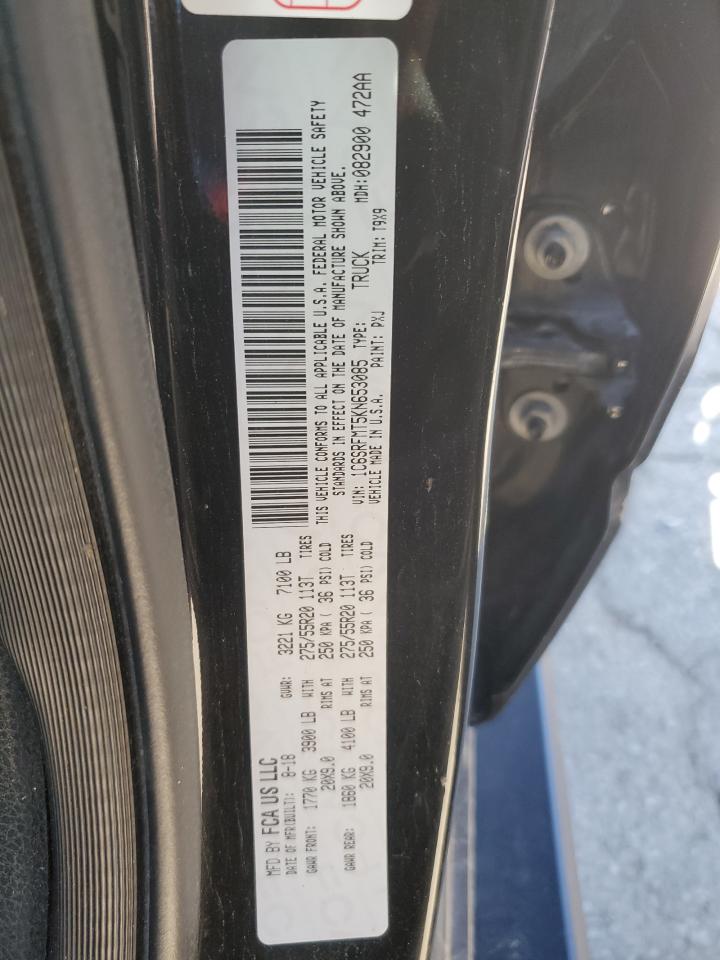 MFD BY FCA US LLC
DATE OF MFR(BUILT): 8-18 GVWR: 3221 KG 7100 LB
GAWR FRONT: 1770 KG 3900 LB WITH 275/55R20 113T TIRES
20X9.0 RIMS AT 250 KPA ( 36 PSI) COLD
GAWR REAR: 1860 KG 4100 LB WITH 275/55R20 113T TIRES
20X9.0 RIMS AT 250 KPA ( 36 PSI) COLD
THIS VEHICLE CONFORMS TO ALL APPLICABLE U.S.A. FEDERAL MOTOR VEHICLE SAFETY
STANDARDS IN EFFECT ON THE DATE OF MANUFACTURE SHOWN ABOVE.
VIN: 1C6SRFMT5KN653085 TYPE: TRUCK MDH:082900 472AA
VEHICLE MADE IN U.S.A. PAINT: PXJ TRIM: T9X9